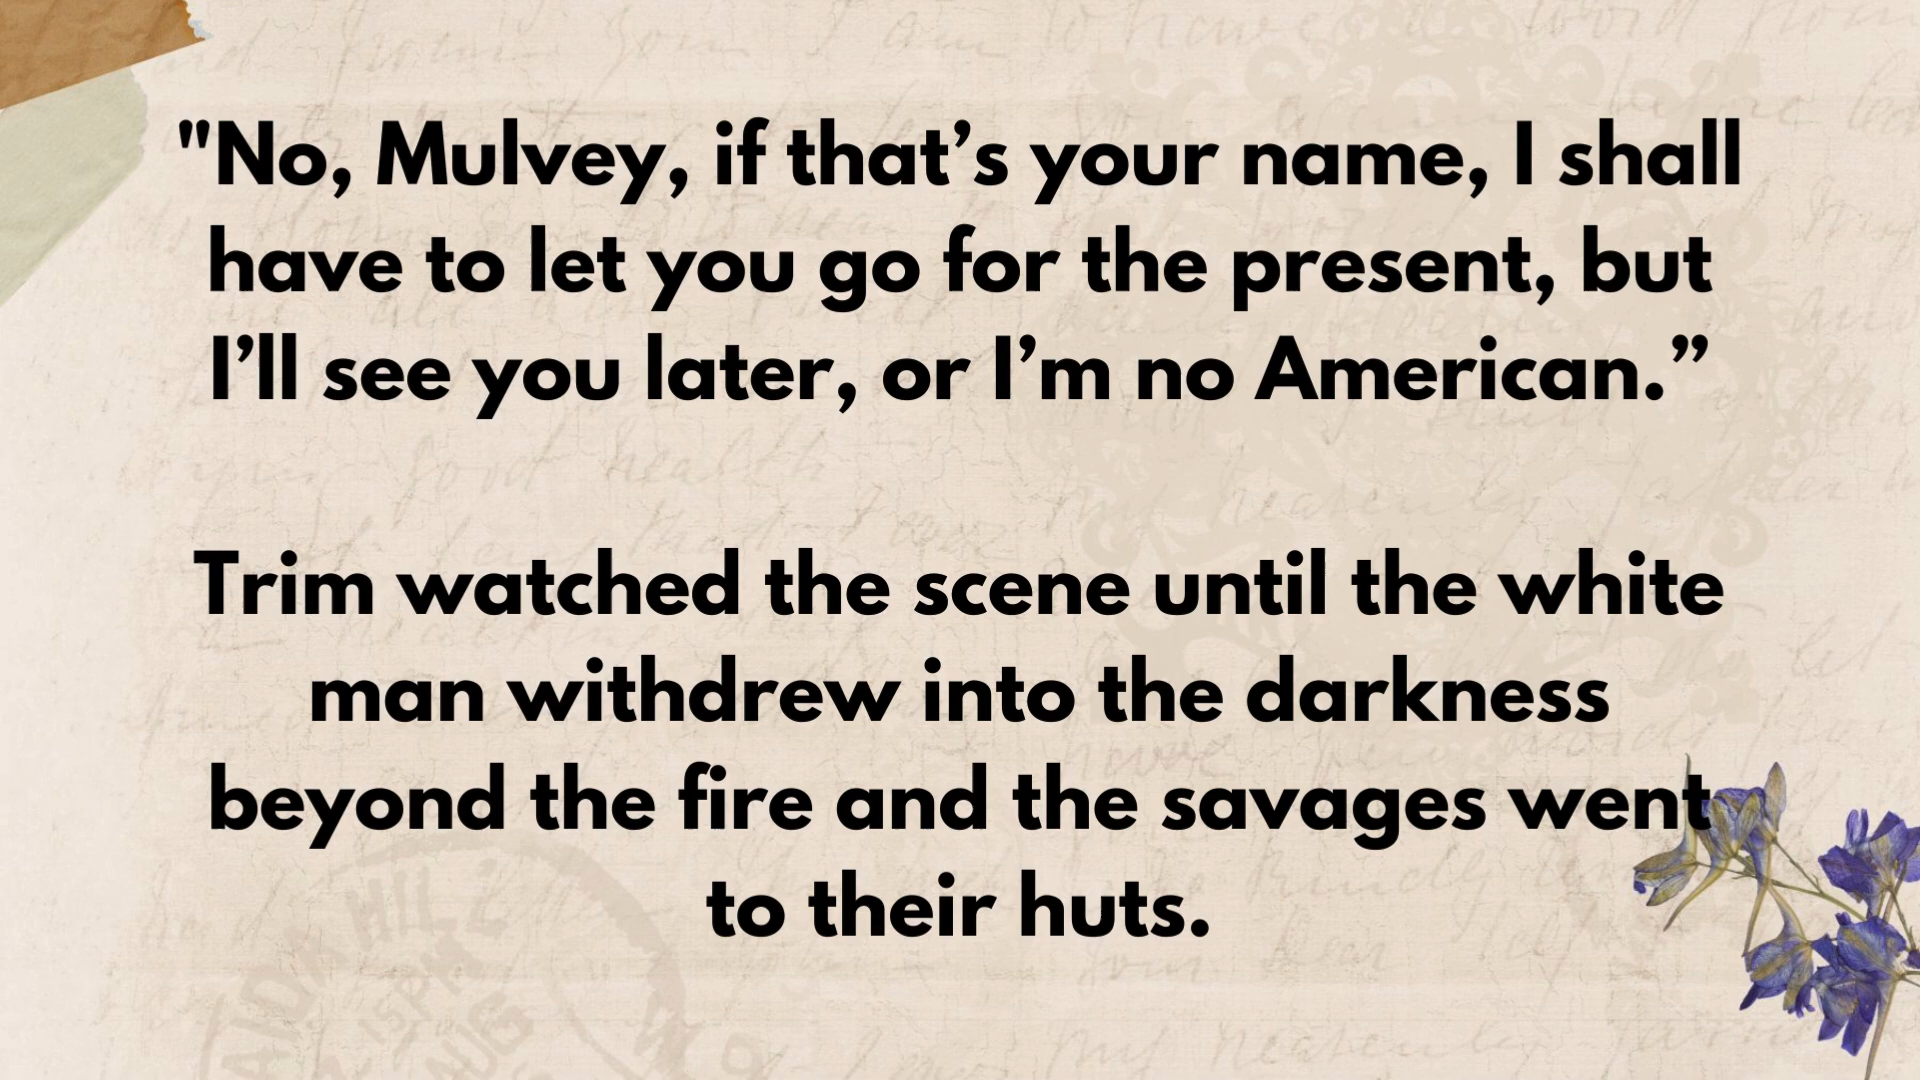 "No, Mulvey, if that’s your name, I shall
have to let you go for the present, but
I’ll see you later, or I’m no American.”
Trim watched the scene until the white
man withdrew into the darkness
beyond the fire and the savages went
to their huts.